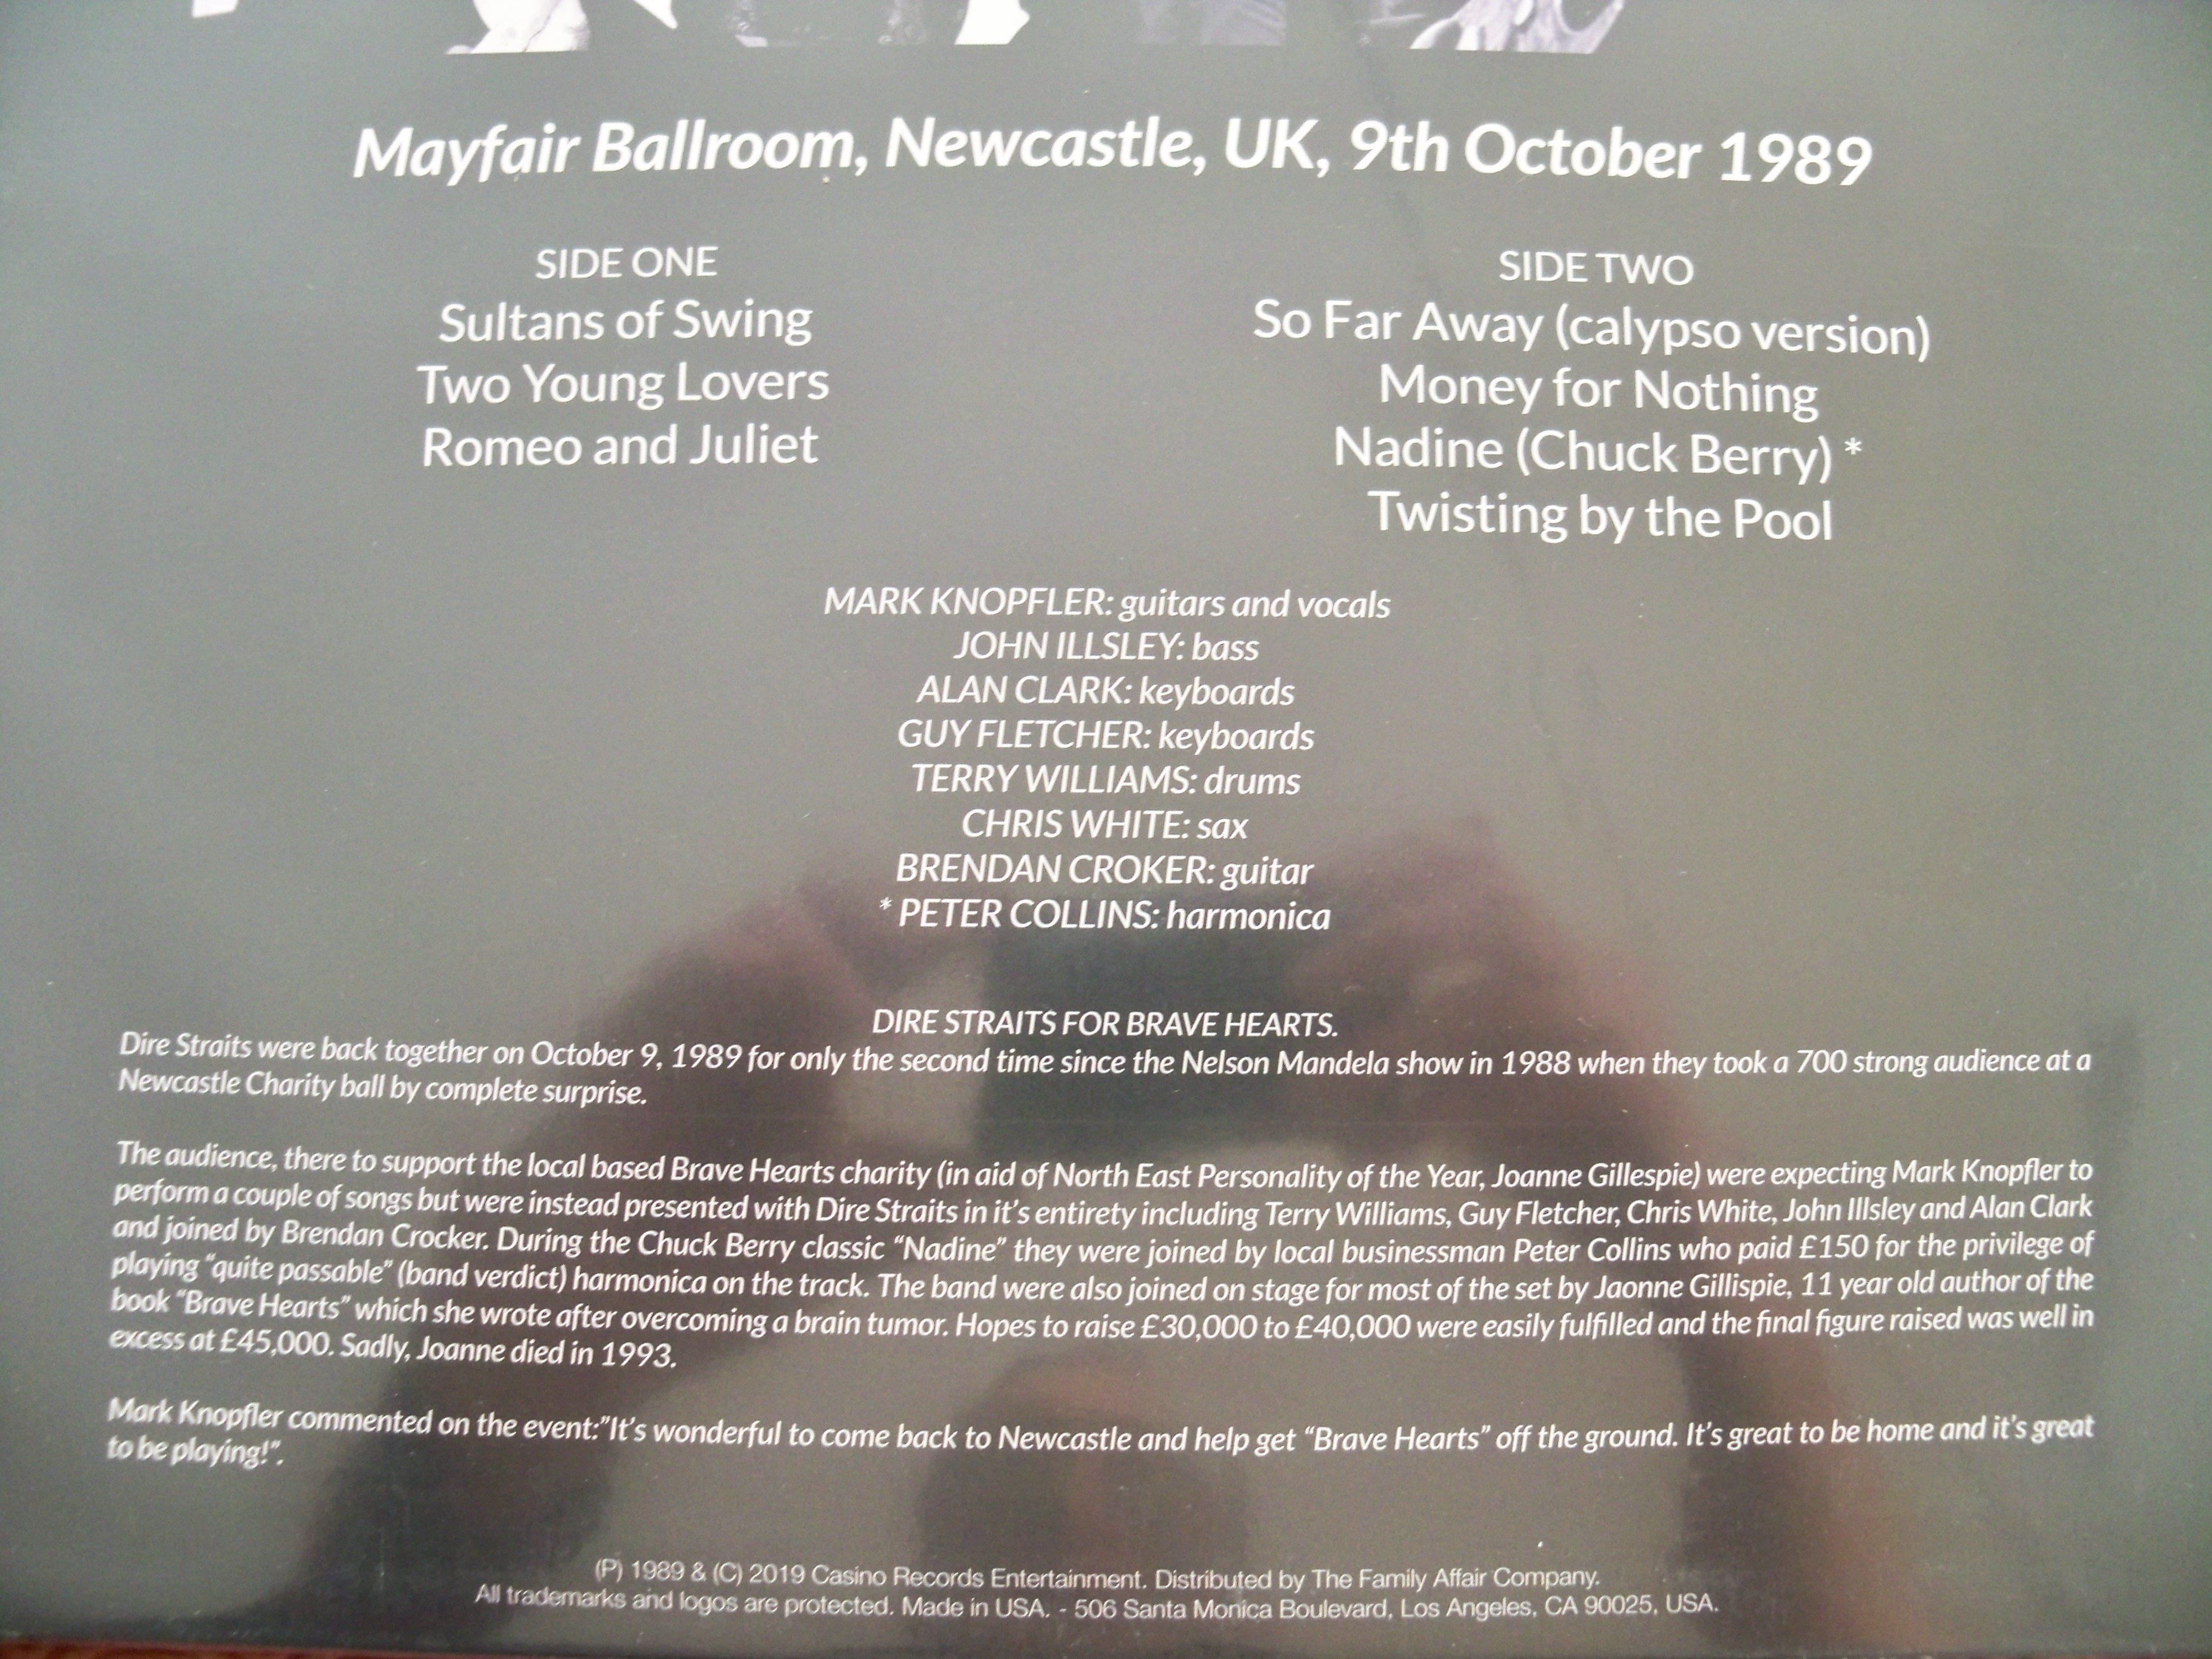 Mayfair Ballroom, Newcastle, UK, 9th October 1989
SIDE ONE
Sultans of Swing
Two Young Lovers
Romeo and Juliet
SIDE TWO
So Far Away (calypso version)
Money for Nothing
Nadine (Chuck Berry) *
Twisting by the Pool
MARK KNOPFLER: guitars and vocals
JOHN ILLSLEY: bass
ALAN CLARK: keyboards
GUY FLETCHER: keyboards
TERRY WILLIAMS: drums
CHRIS WHITE: sax
BRENDAN CROKER: guitar
* PETER COLLINS: harmonica
DIRE STRAITS FOR BRAVE HEARTS.
Dire Straits were back together on October 9, 1989 for only the second time since the Nelson Mandela show in 1988 when they took a 700 strong audience at a
Newcastle Charity ball by complete surprise.
The audience, there to support the local based Brave Hearts charity (in aid of North East Personality of the Year, Joanne Gillespie) were expecting Mark Knopfler to
perform a couple of songs but were instead presented with Dire Straits in it's entirety including Terry Williams, Guy Fletcher, Chris White, John Illsley and Alan Clark
and joined by Brendan Crocker. During the Chuck Berry classic “Nadine” they were joined by local businessman Peter Collins who paid £150 for the privilege of
playing “quite passable” (band verdict) harmonica on the track. The band were also joined on stage for most of the set by Jaonne Gillispie, 11 year old author of the
book “Brave Hearts” which she wrote after overcoming a brain tumor. Hopes to raise £30,000 to £40,000 were easily fulfilled and the final figure raised was well in
excess at £45,000. Sadly, Joanne died in 1993.
Mark Knopfler commented on the event:”It's wonderful to come back to Newcastle and help get “Brave Hearts” off the ground. It's great to be home and it's great
to be playing!”.
(P) 1989 & (C) 2019 Casino Records Entertainment. Distributed by The Family Affair Company.
All trademarks and logos are protected. Made in USA. - 506 Santa Monica Boulevard, Los Angeles, CA 90025, USA.